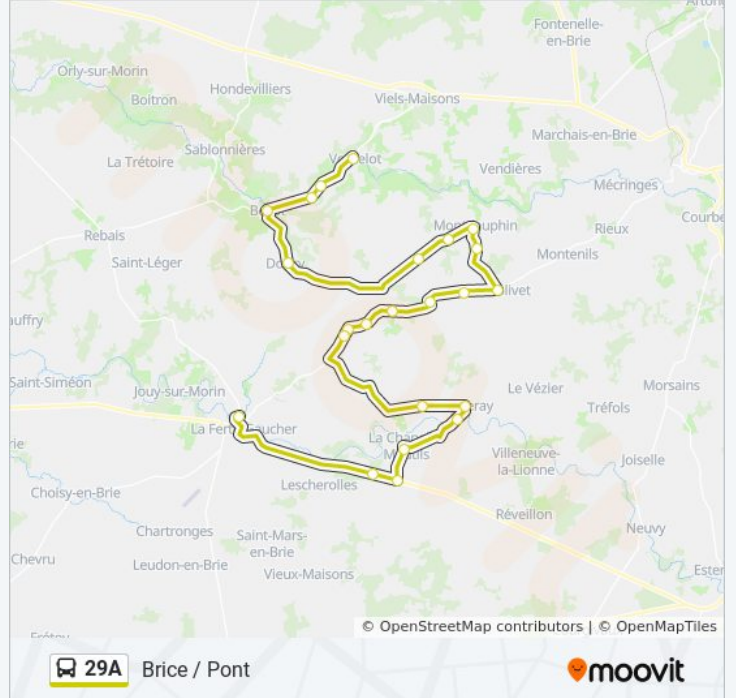 Fontenelle-
en-Brie
Orly-sur-Morin
Hondevilliers
Boitron
Viels-Maisons
Marchais-en-Brie
Sablonnières
La Trétoire
Vendières
Mécringes
Courbe
Rebais
Rieux
Saint-Léger
Montenils
auffry
Saint-Siméon
Jouy-sur-Morin
Le Vézier
Morsains
Tréfols
Villeneuve-
la-Lionne
Joiselle
Lescherolles
Choisy-en-Brie
Réveillon
Chartronges
Saint-Mars-
en-Brie
Neuvy
Chevru
Leudon-en-Brie
Vieux-Maisons
Ester
© OpenStreetMap contributors | © OpenMapTiles
29A Brice / Pont
moovit